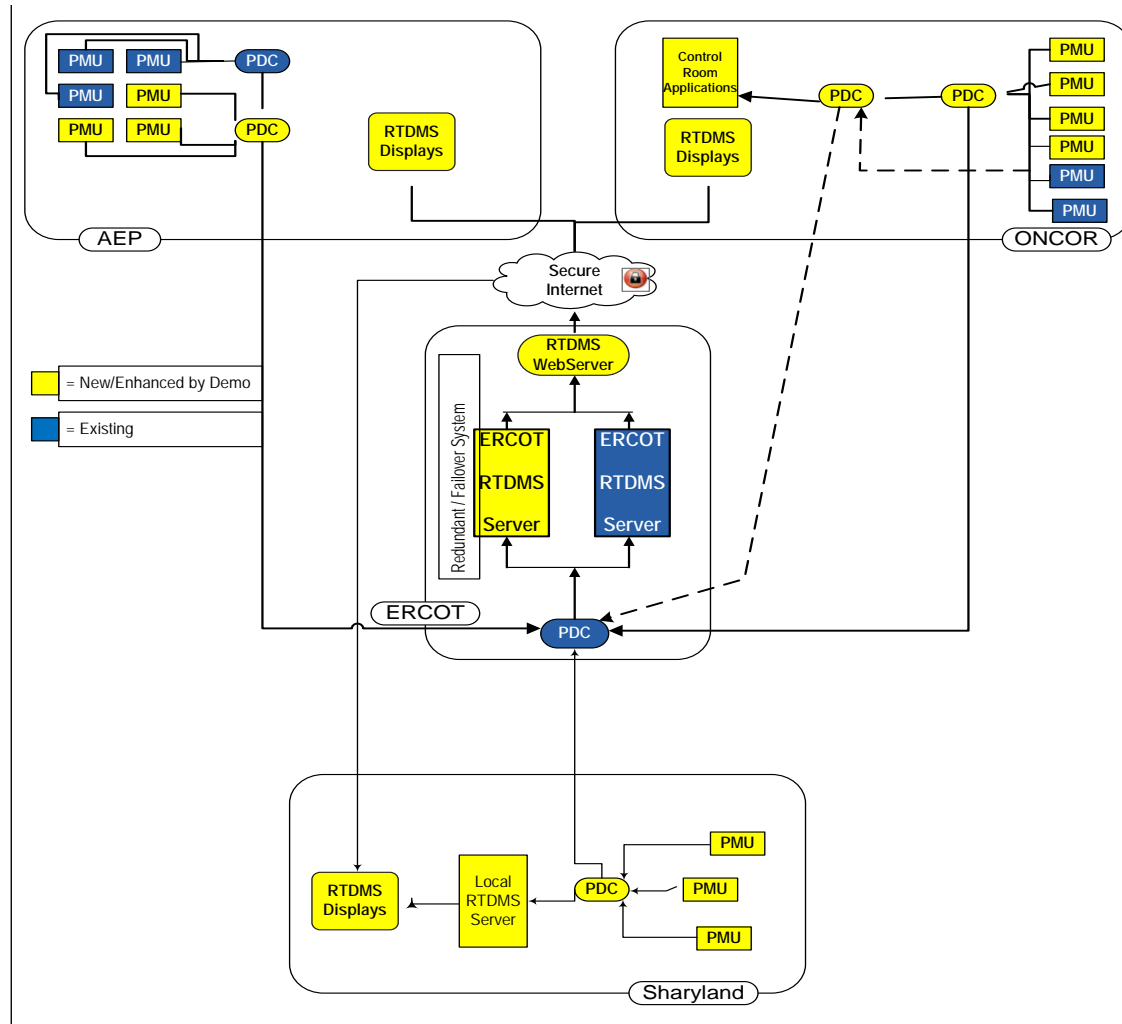 PMU
PMU
PDC
PMU
PMU
PMU
PMU
PDC
RTDMS
Displays
AEP
Control
Room
Applications
RTDMS
Displays
PDC
PDC
PMU
PMU
PMU
PMU
PMU
PMU
ONCOR
Secure
Internet
= New/Enhanced by Demo
= Existing
RTDMS
WebServer
Redundant / Failover System
ERCOT
RTDMS
Server
ERCOT
RTDMS
Server
ERCOT
PDC
RTDMS
Displays
Local
RTDMS
Server
PDC
PMU
PMU
PMU
Sharyland